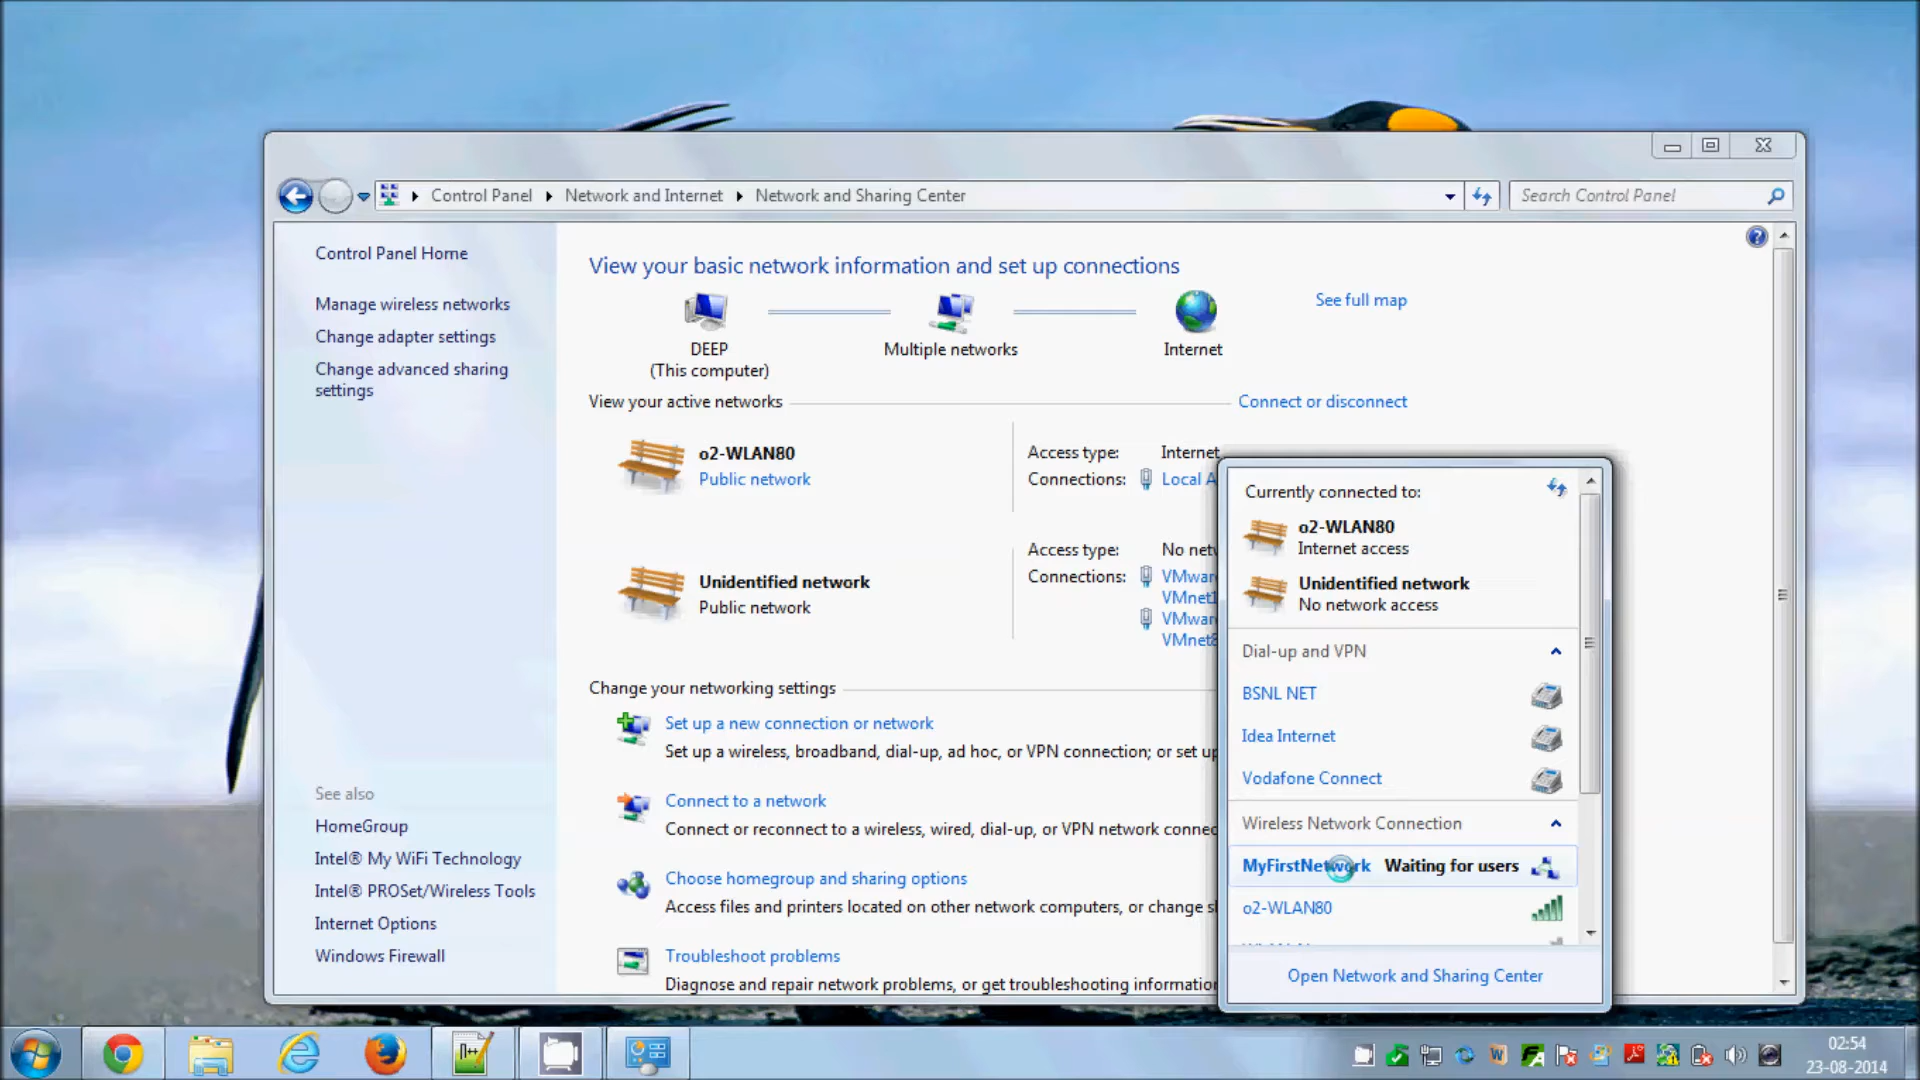 Control Panel ▸ Network and Internet ▸ Network and Sharing Center
Search Control Panel
Control Panel Home
Manage wireless networks
Change adapter settings
Change advanced sharing
settings
See also
HomeGroup
Intel® My WiFi Technology
Intel® PROSet/Wireless Tools
Internet Options
Windows Firewall
View your basic network information and set up connections
See full map
DEEP
(This computer)
Multiple networks
Internet
View your active networks
Connect or disconnect
o2-WLAN80
Public network
Access type: Internet
Connections: Local A
Unidentified network
Public network
Access type: No netw
Connections: VMwar
VMnet1
VMwar
VMnet8
Change your networking settings
Set up a new connection or network
Set up a wireless, broadband, dial-up, ad hoc, or VPN connection; or set up
Connect to a network
Connect or reconnect to a wireless, wired, dial-up, or VPN network connec
Choose homegroup and sharing options
Access files and printers located on other network computers, or change s
Troubleshoot problems
Diagnose and repair network problems, or get troubleshooting informatio
Currently connected to:
o2-WLAN80
Internet access
Unidentified network
No network access
Dial-up and VPN
BSNL NET
Idea Internet
Vodafone Connect
Wireless Network Connection
MyFirstNetwork Waiting for users
o2-WLAN80
Open Network and Sharing Center
02:54
23-08-2014